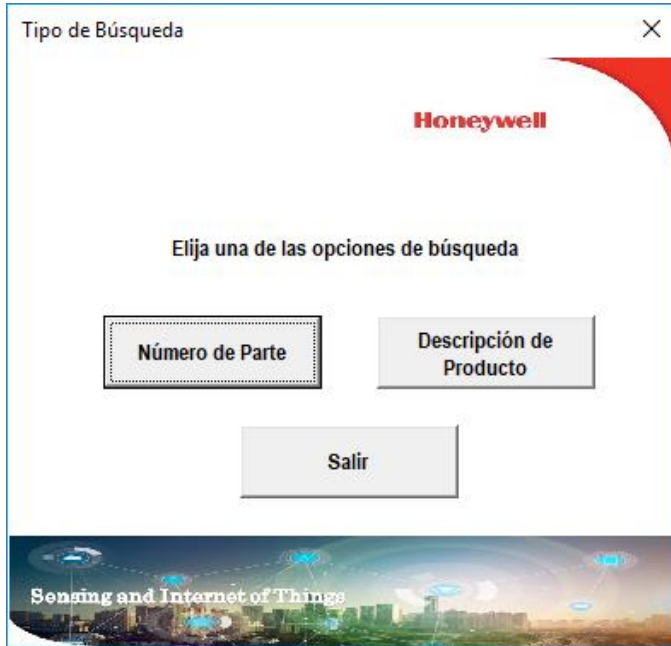 Tipo de Búsqueda
Honeywell
Elija una de las opciones de búsqueda
Número de Parte
Descripción de
Producto
Salir
Sensing and Internet of Things